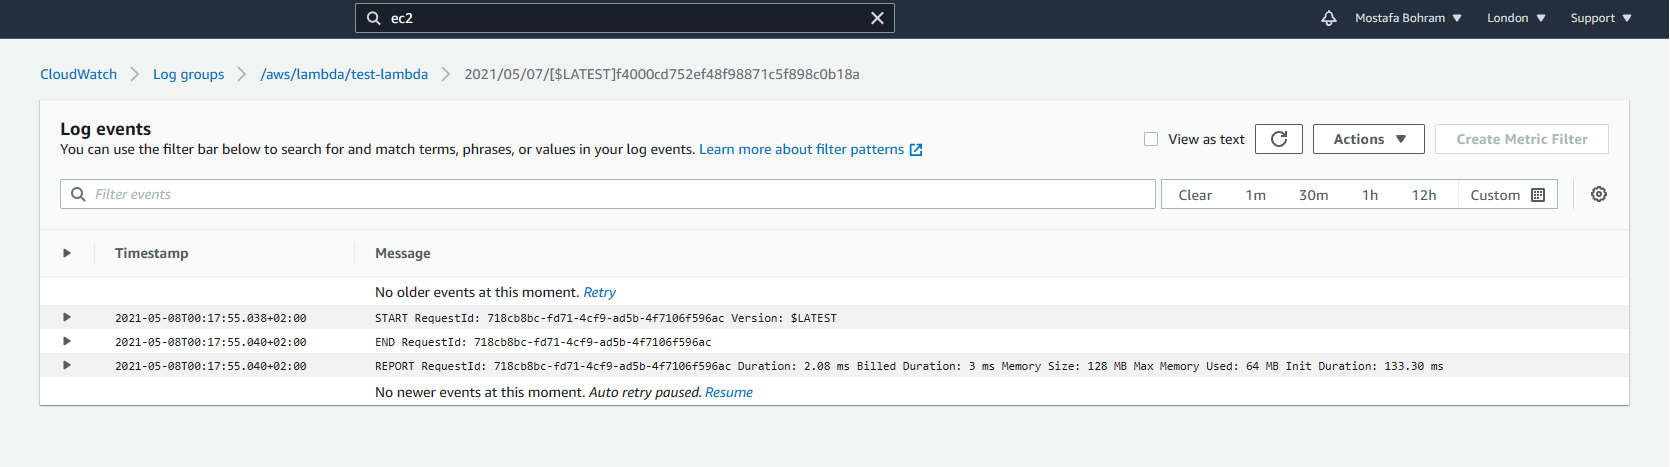 ec2
Mostafa Bohram London Support
CloudWatch Log groups /aws/lambda/test-lambda 2021/05/07/[$LATEST]f4000cd752ef48f98871c5f898c0b18a
Log events
You can use the filter bar below to search for and match terms, phrases, or values in your log events. Learn more about filter patterns
View as text Actions Create Metric Filter
Filter events
Clear 1m 30m 1h 12h Custom
Timestamp Message
No older events at this moment. Retry
2021-05-08T00:17:55.038+02:00 START RequestId: 718cb8bc-fd71-4cf9-ad5b-4f7106f596ac Version: $LATEST
2021-05-08T00:17:55.040+02:00 END RequestId: 718cb8bc-fd71-4cf9-ad5b-4f7106f596ac
2021-05-08T00:17:55.040+02:00 REPORT RequestId: 718cb8bc-fd71-4cf9-ad5b-4f7106f596ac Duration: 2.08 ms Billed Duration: 3 ms Memory Size: 128 MB Max Memory Used: 64 MB Init Duration: 133.30 ms
No newer events at this moment. Auto retry paused. Resume